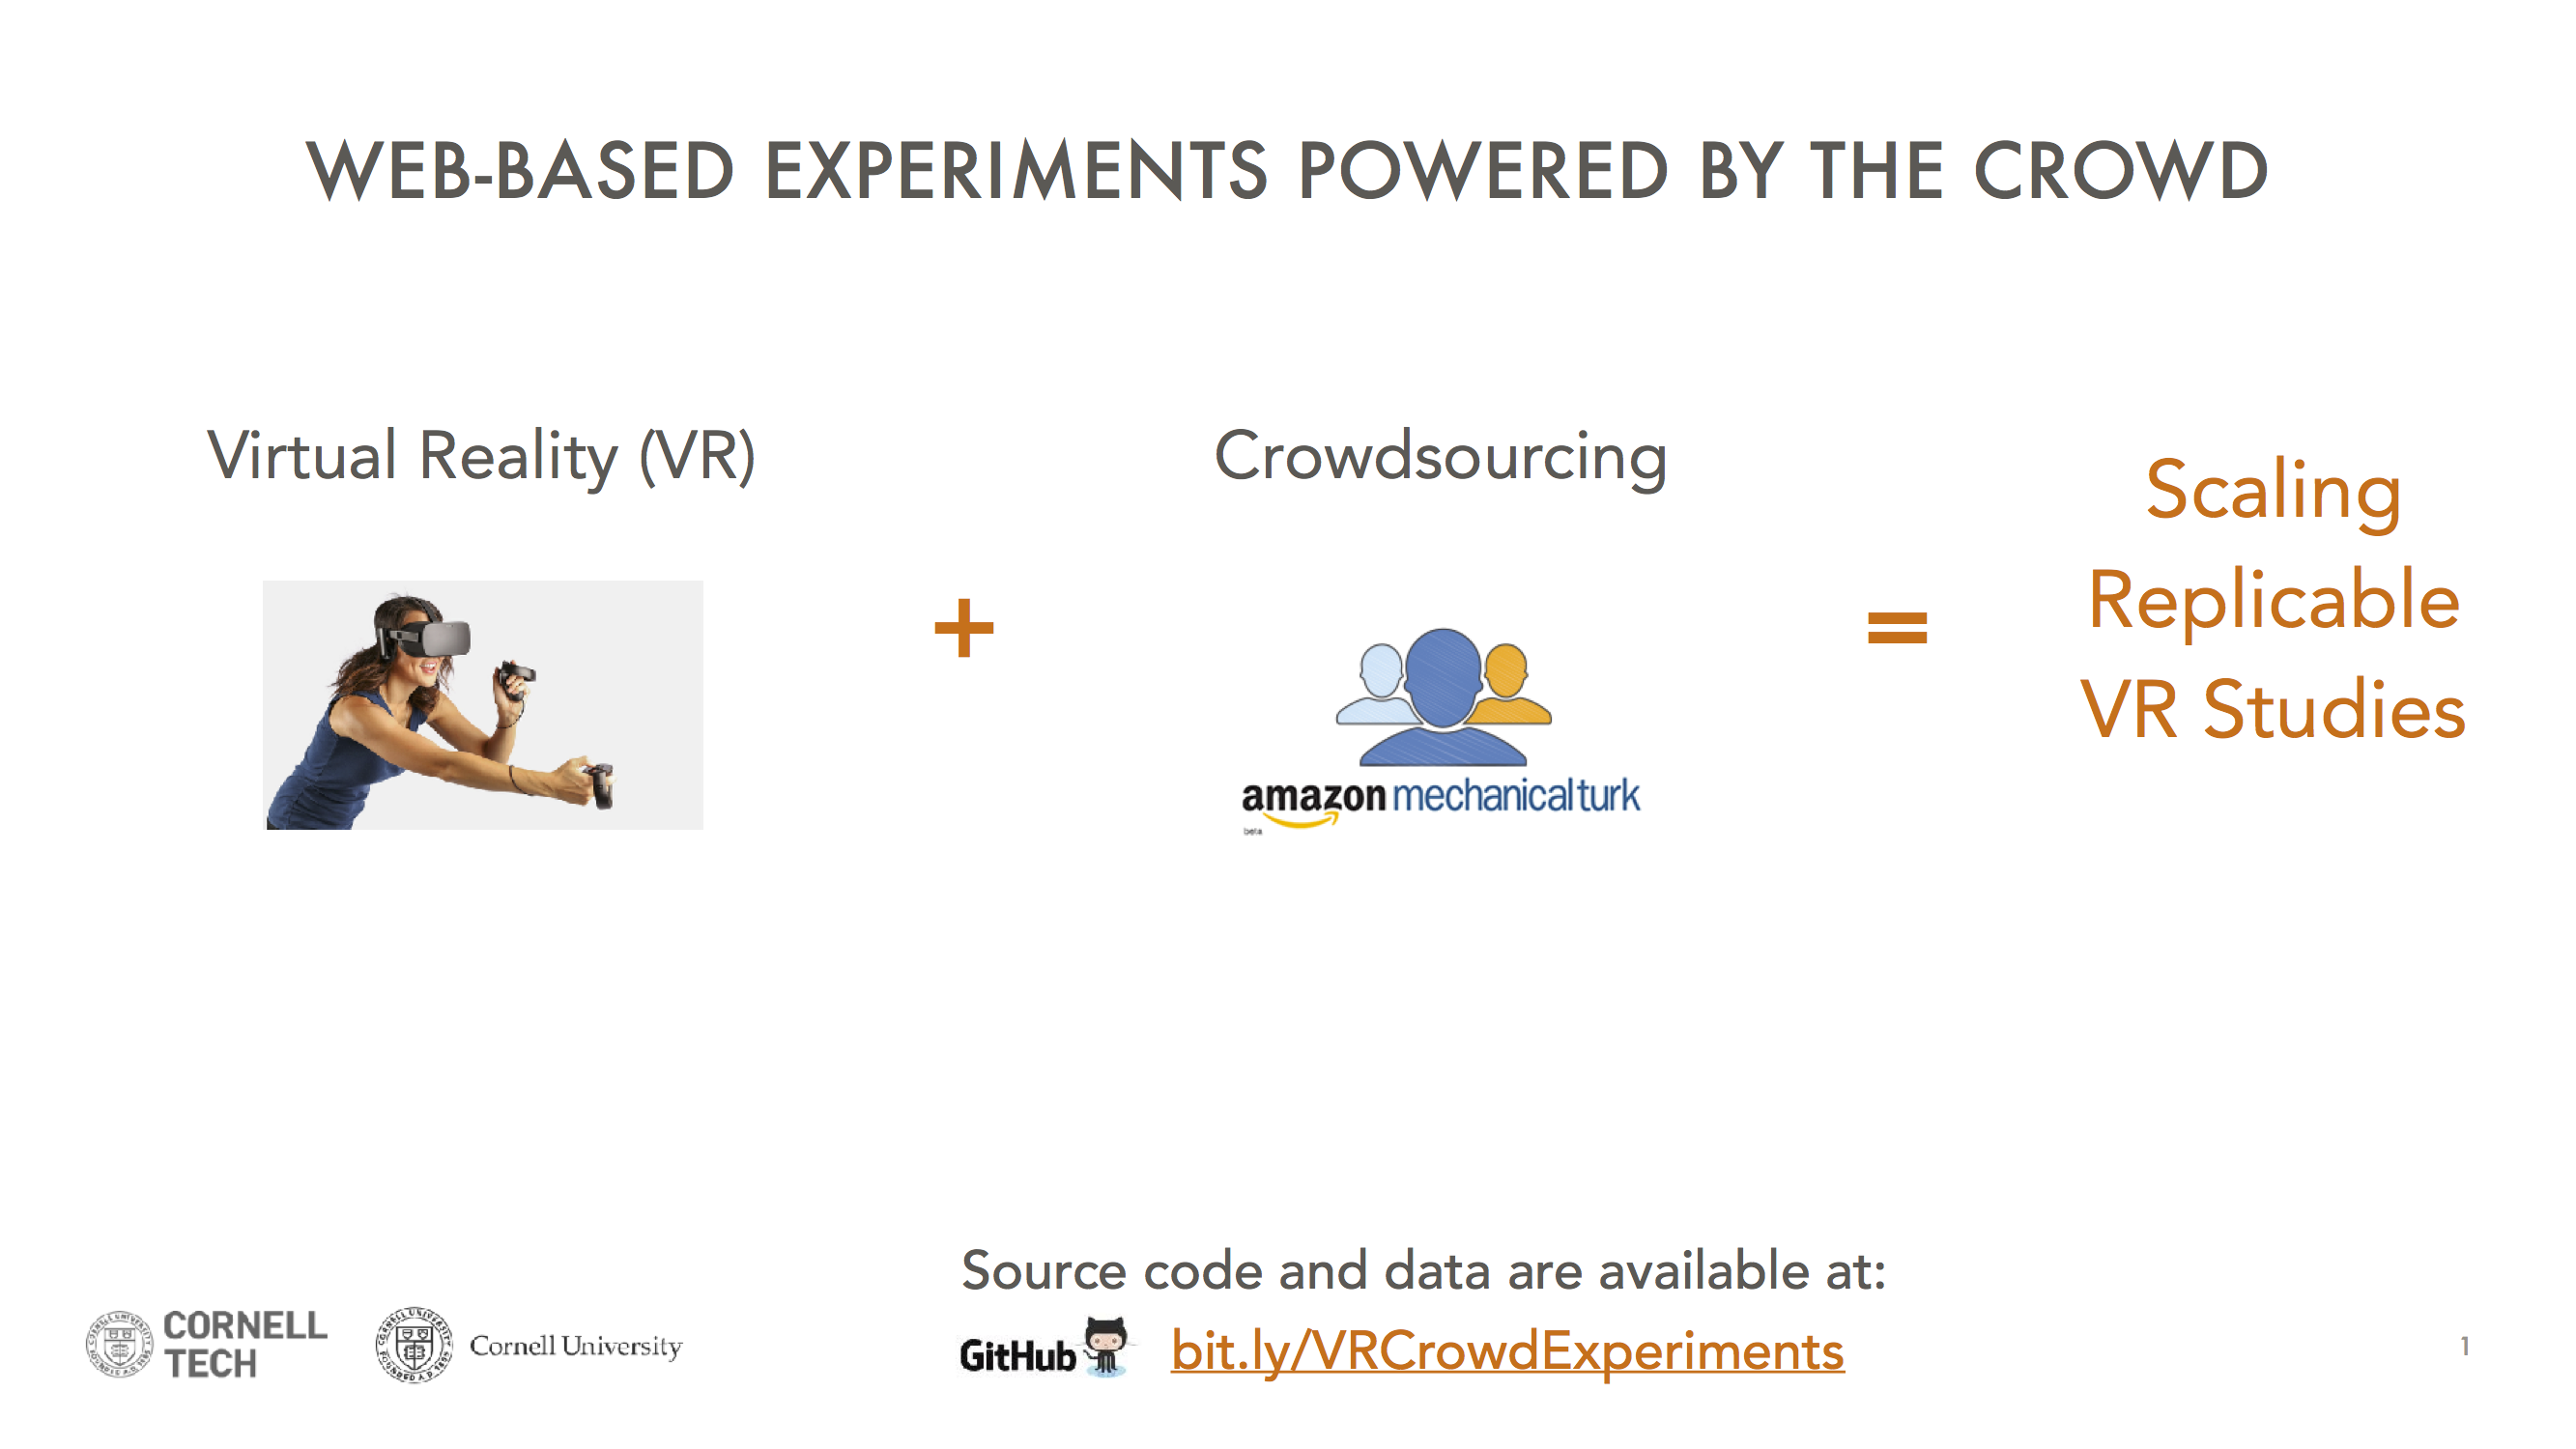 WEB-BASED EXPERIMENTS POWERED BY THE CROWD
Virtual Reality (VR)
+
Crowdsourcing
amazon mechanical turk
beta
=
Scaling
Replicable
VR Studies
CORNELL
TECH
Cornell University
Source code and data are available at:
GitHub bit.ly/VRCrowdExperiments
1